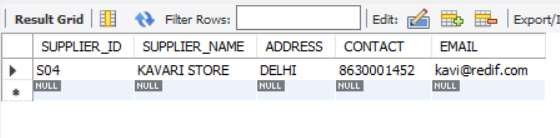 Result Grid Filter Rows: Edit: Export/I
SUPPLIER_ID SUPPLIER_NAME ADDRESS CONTACT EMAIL
S04 KAVARI STORE DELHI 8630001452 kavi@redif.com
NULL NULL NULL NULL NULL